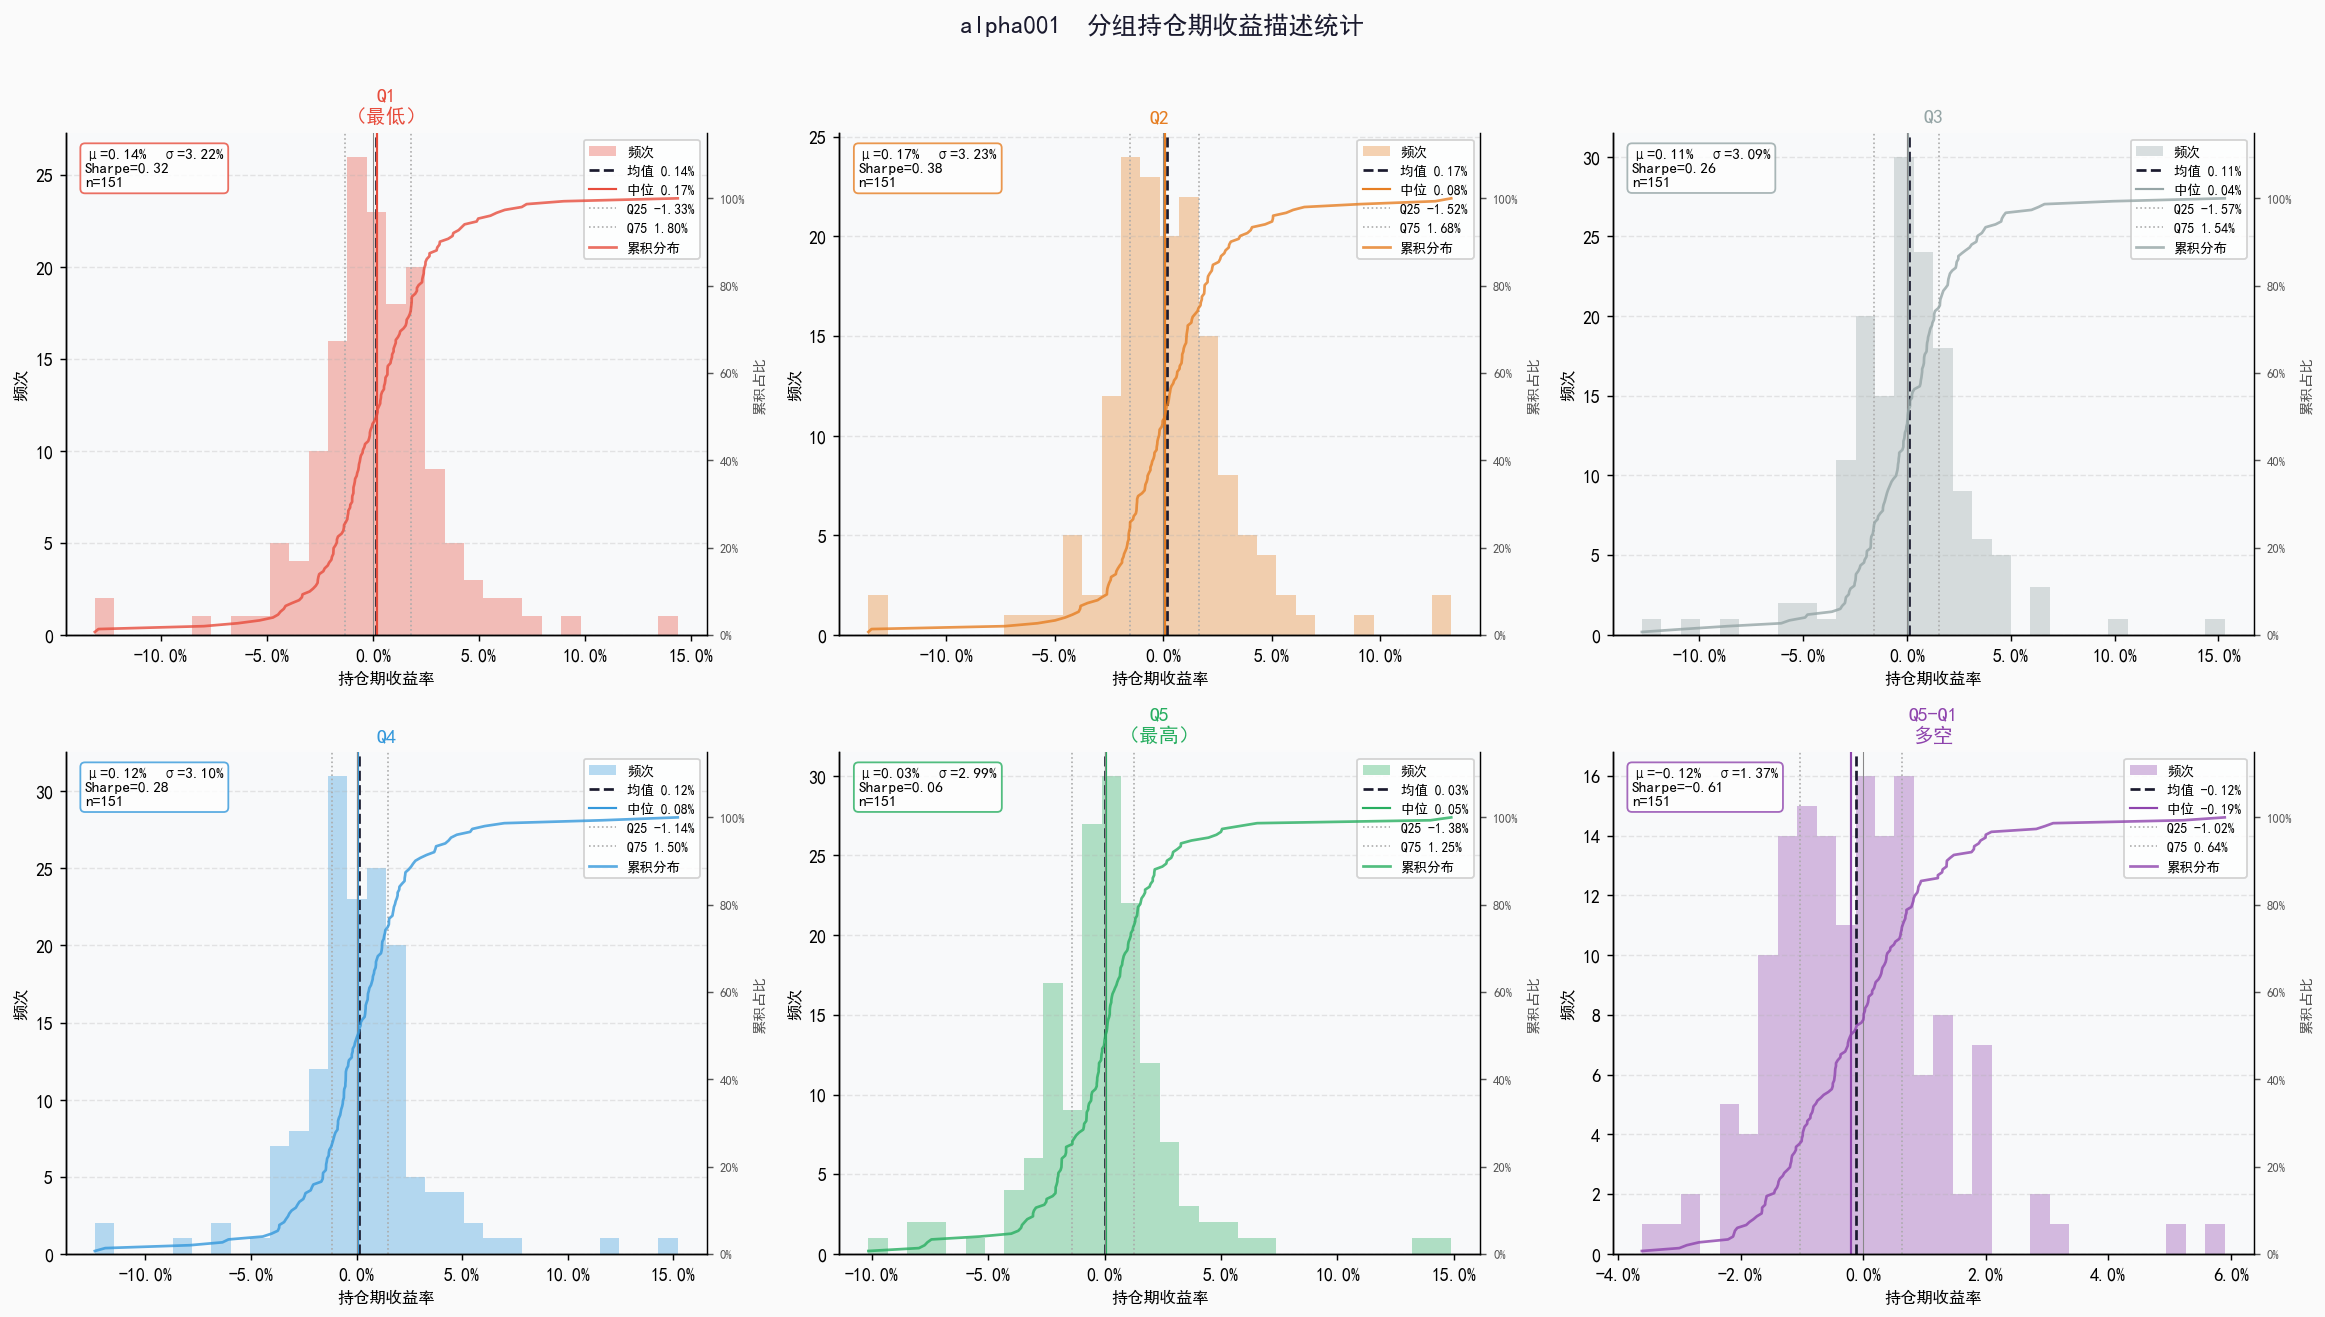 alpha001 分组持仓期收益描述统计
Q1
（最低）
μ=0.14% σ=3.22%
Sharpe=0.32
n=151
频次
均值 0.14%
中位 0.17%
Q25 -1.33%
Q75 1.80%
累积分布
25
20
15
10
5
0
频次
100%
80%
60%
40%
20%
0%
累积占比
-10.0% -5.0% 0.0% 5.0% 10.0% 15.0%
持仓期收益率
Q2
μ=0.17% σ=3.23%
Sharpe=0.38
n=151
频次
均值 0.17%
中位 0.08%
Q25 -1.52%
Q75 1.68%
累积分布
25
20
15
10
5
0
频次
100%
80%
60%
40%
20%
0%
累积占比
-10.0% -5.0% 0.0% 5.0% 10.0%
持仓期收益率
Q3
μ=0.11% σ=3.09%
Sharpe=0.26
n=151
频次
均值 0.11%
中位 0.04%
Q25 -1.57%
Q75 1.54%
累积分布
30
25
20
15
10
5
0
频次
100%
80%
60%
40%
20%
0%
累积占比
-10.0% -5.0% 0.0% 5.0% 10.0% 15.0%
持仓期收益率
Q4
μ=0.12% σ=3.10%
Sharpe=0.28
n=151
频次
均值 0.12%
中位 0.08%
Q25 -1.14%
Q75 1.50%
累积分布
30
25
20
15
10
5
0
频次
100%
80%
60%
40%
20%
0%
累积占比
-10.0% -5.0% 0.0% 5.0% 10.0% 15.0%
持仓期收益率
Q5
（最高）
μ=0.03% σ=2.99%
Sharpe=0.06
n=151
频次
均值 0.03%
中位 0.05%
Q25 -1.38%
Q75 1.25%
累积分布
30
25
20
15
10
5
0
频次
100%
80%
60%
40%
20%
0%
累积占比
-10.0% -5.0% 0.0% 5.0% 10.0% 15.0%
持仓期收益率
Q5-Q1
多空
μ=-0.12% σ=1.37%
Sharpe=-0.61
n=151
频次
均值 -0.12%
中位 -0.19%
Q25 -1.02%
Q75 0.64%
累积分布
16
14
12
10
8
6
4
2
0
频次
100%
80%
60%
40%
20%
0%
累积占比
-4.0% -2.0% 0.0% 2.0% 4.0% 6.0%
持仓期收益率